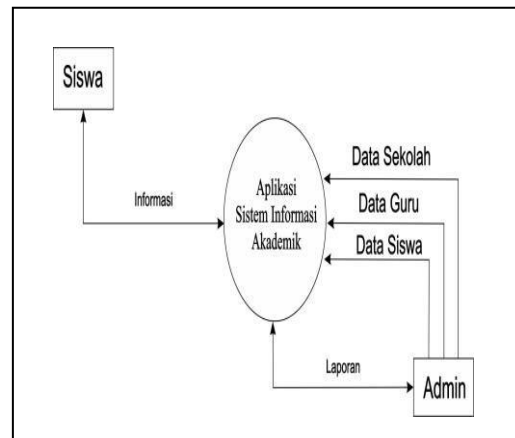 Siswa
Informasi
Aplikasi
Sistem Informasi
Akademik
Data Sekolah
Data Guru
Data Siswa
Laporan
Admin